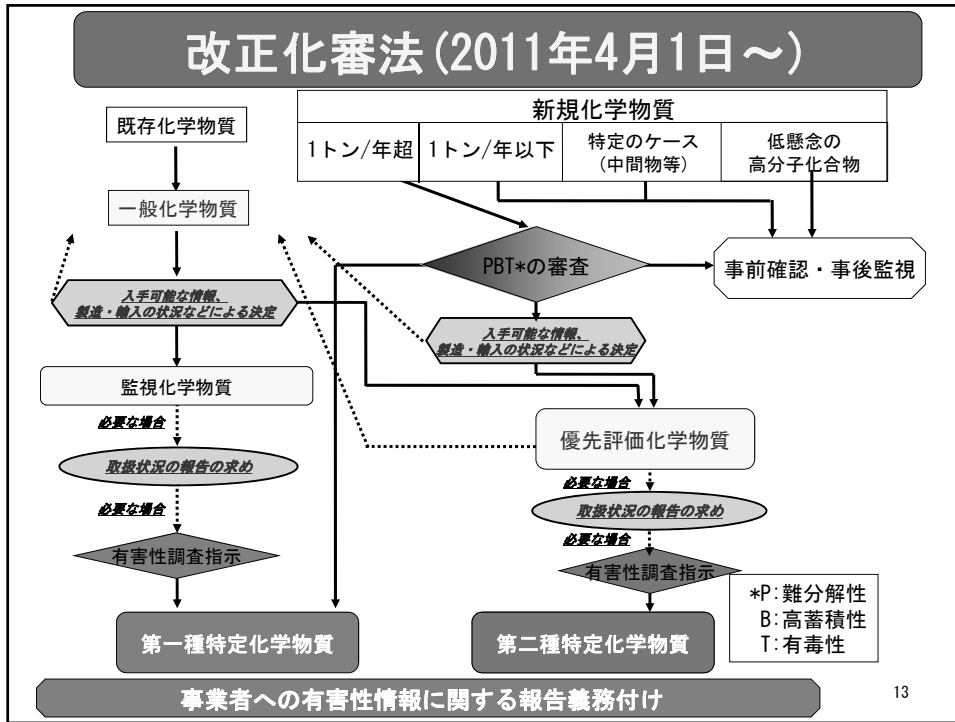 改正化審法(2011年4月1日～)
新規化学物質
既存化学物質
1トン/年超
1トン/年以下
特定のケース
(中間物等)
低懸念の
高分子化合物
一般化学物質
PBT*の審査
事前確認・事後監視
入手可能な情報、
製造・輸入の状況などによる決定
入手可能な情報、
製造・輸入の状況などによる決定
監視化学物質
必要な場合
優先評価化学物質
取扱状況の報告の求め
必要な場合
取扱状況の報告の求め
必要な場合
必要な場合
有害性調査指示
有害性調査指示
*P:難分解性
B:高蓄積性
T:有毒性
第一種特定化学物質
第二種特定化学物質
事業者への有害性情報に関する報告義務付け
13